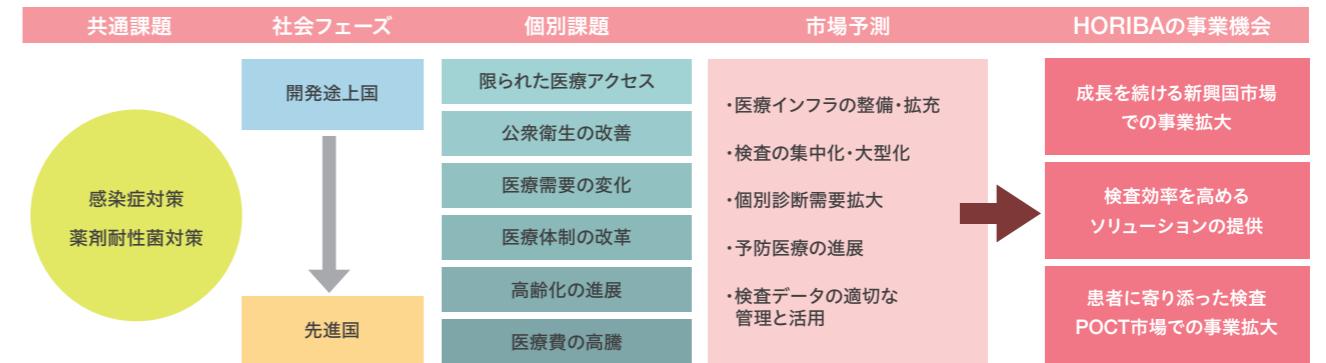 共通課題
社会フェーズ
個別課題
市場予測
HORIBAの事業機会
感染症対策
薬剤耐性菌対策
開発途上国
先進国
限られた医療アクセス
公衆衛生の改善
医療需要の変化
医療体制の改革
高齢化の進展
医療費の高騰
・医療インフラの整備・拡充
・検査の集中化・大型化
・個別診断需要拡大
・予防医療の進展
・検査データの適切な
管理と活用
成長を続ける新興国市場
での事業拡大
検査効率を高める
ソリューションの提供
患者に寄り添った検査
POCT市場での事業拡大